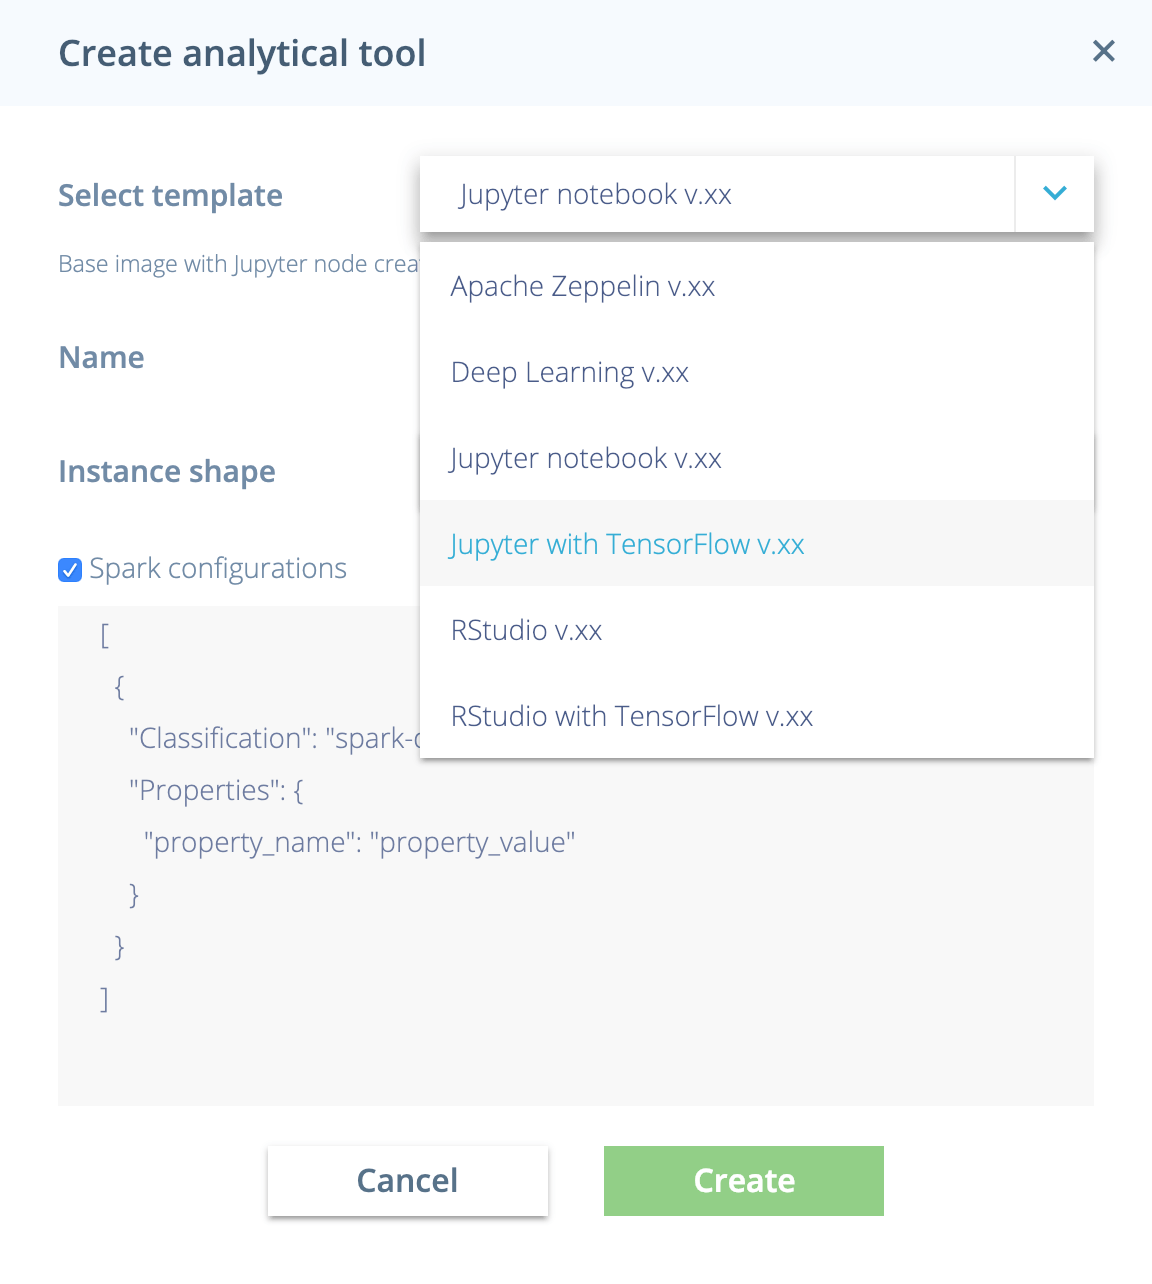 Create analytical tool
Select template
Jupyter notebook v.xx
Base image with Jupyter node
Apache Zeppelin v.xx
Name
Deep Learning v.xx
Jupyter notebook v.xx
Instance shape
Jupyter with TensorFlow v.xx
Spark configurations
RStudio v.xx
RStudio with TensorFlow v.xx
[
{
"Classification": "spark-
"Properties": {
"property_name": "property_value"
}
}
]
Cancel
Create